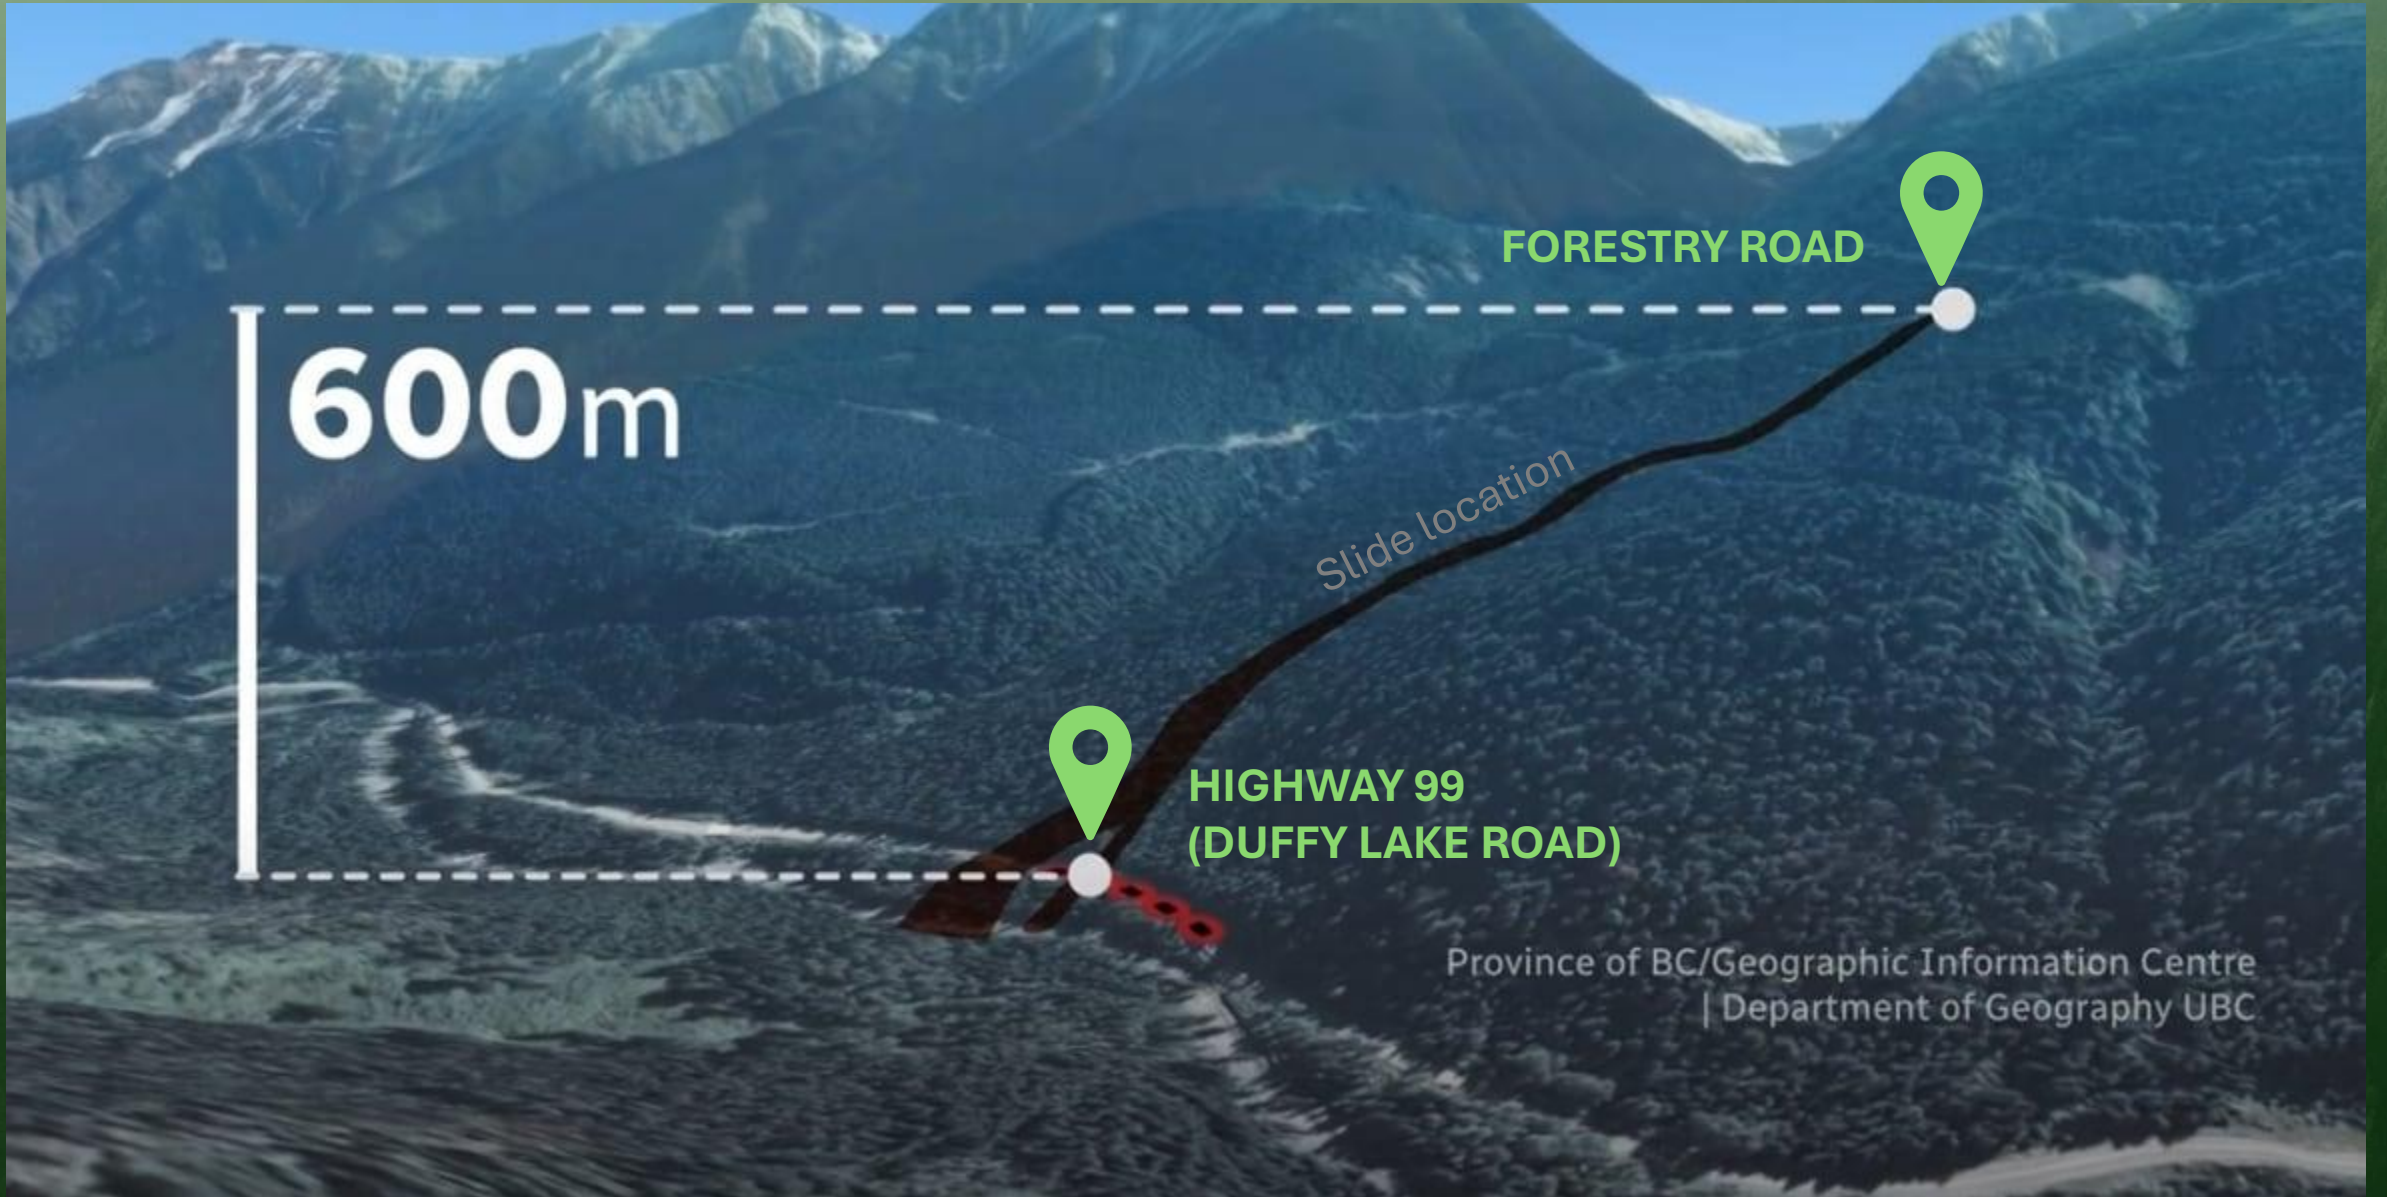 FORESTRY ROAD
600m
Slide location
HIGHWAY 99
(DUFFY LAKE ROAD)
Province of BC/Geographic Information Centre
| Department of Geography UBC